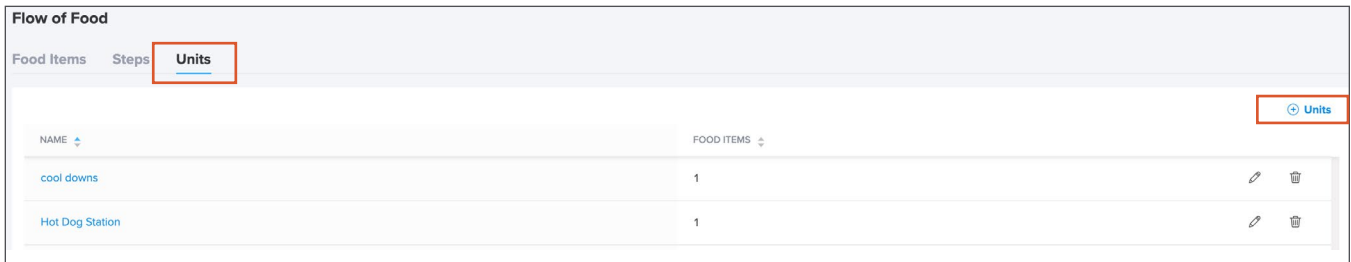 Flow of Food
Food Items Steps Units
Units
NAME FOOD ITEMS
cool downs 1
Hot Dog Station 1